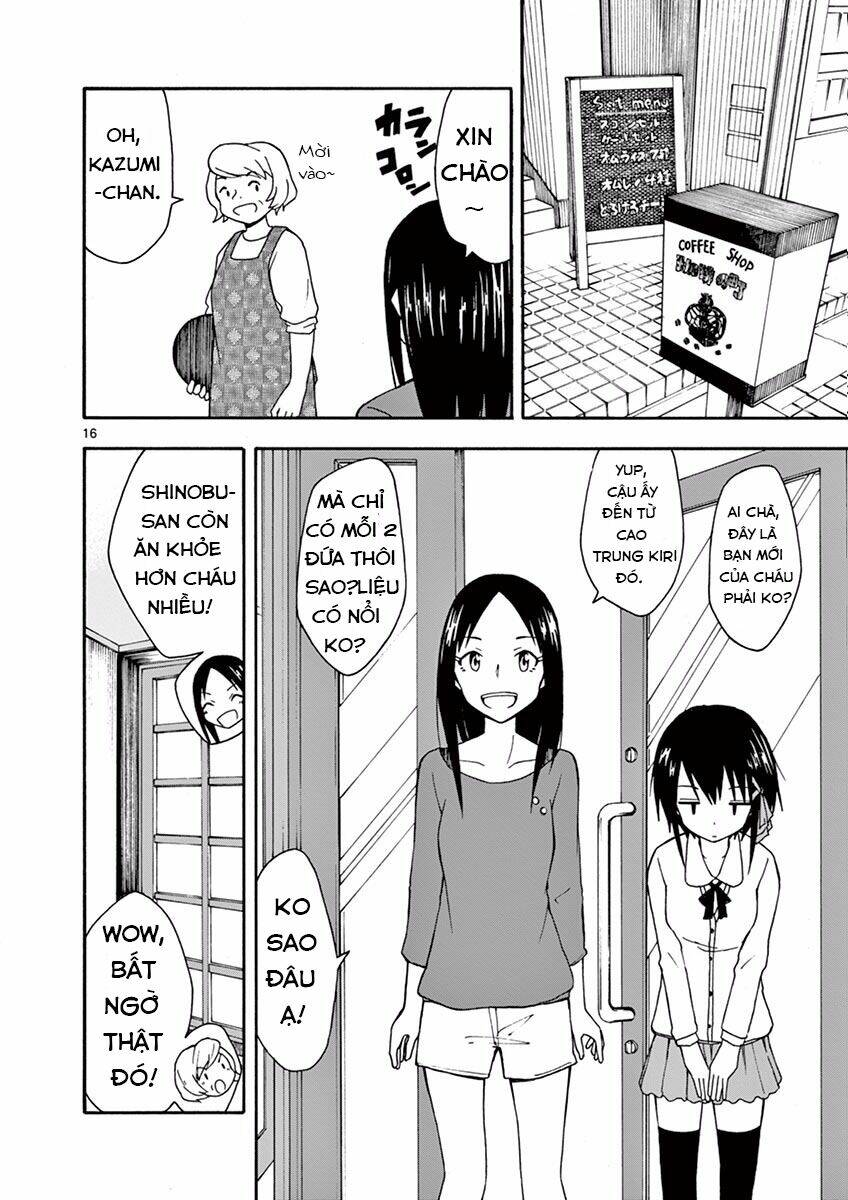 Set menu
COFFEE SHOP
XIN
CHÀO
~
カラン
コロン
Mời
vào~
OH,
KAZUMI
-CHAN.
16
AI CHÀ,
ĐÂY LÀ
BẠN MỚI
CỦA CHÁU
PHẢI KO?
YUP,
CẬU ẤY
ĐẾN TỪ
CAO
TRUNG KIRI
ĐÓ.
MÀ CHỈ
CÓ MỖI 2
ĐỨA THÔI
SAO?LIỆU
CÓ NỔI
KO?
KO
SAO
ĐÂU
Ạ!
SHINOBU-
SAN CÒN
ĂN KHỎE
HƠN CHÁU
NHIỀU!
WOW,
BẤT
NGỜ
THẬT
ĐÓ!